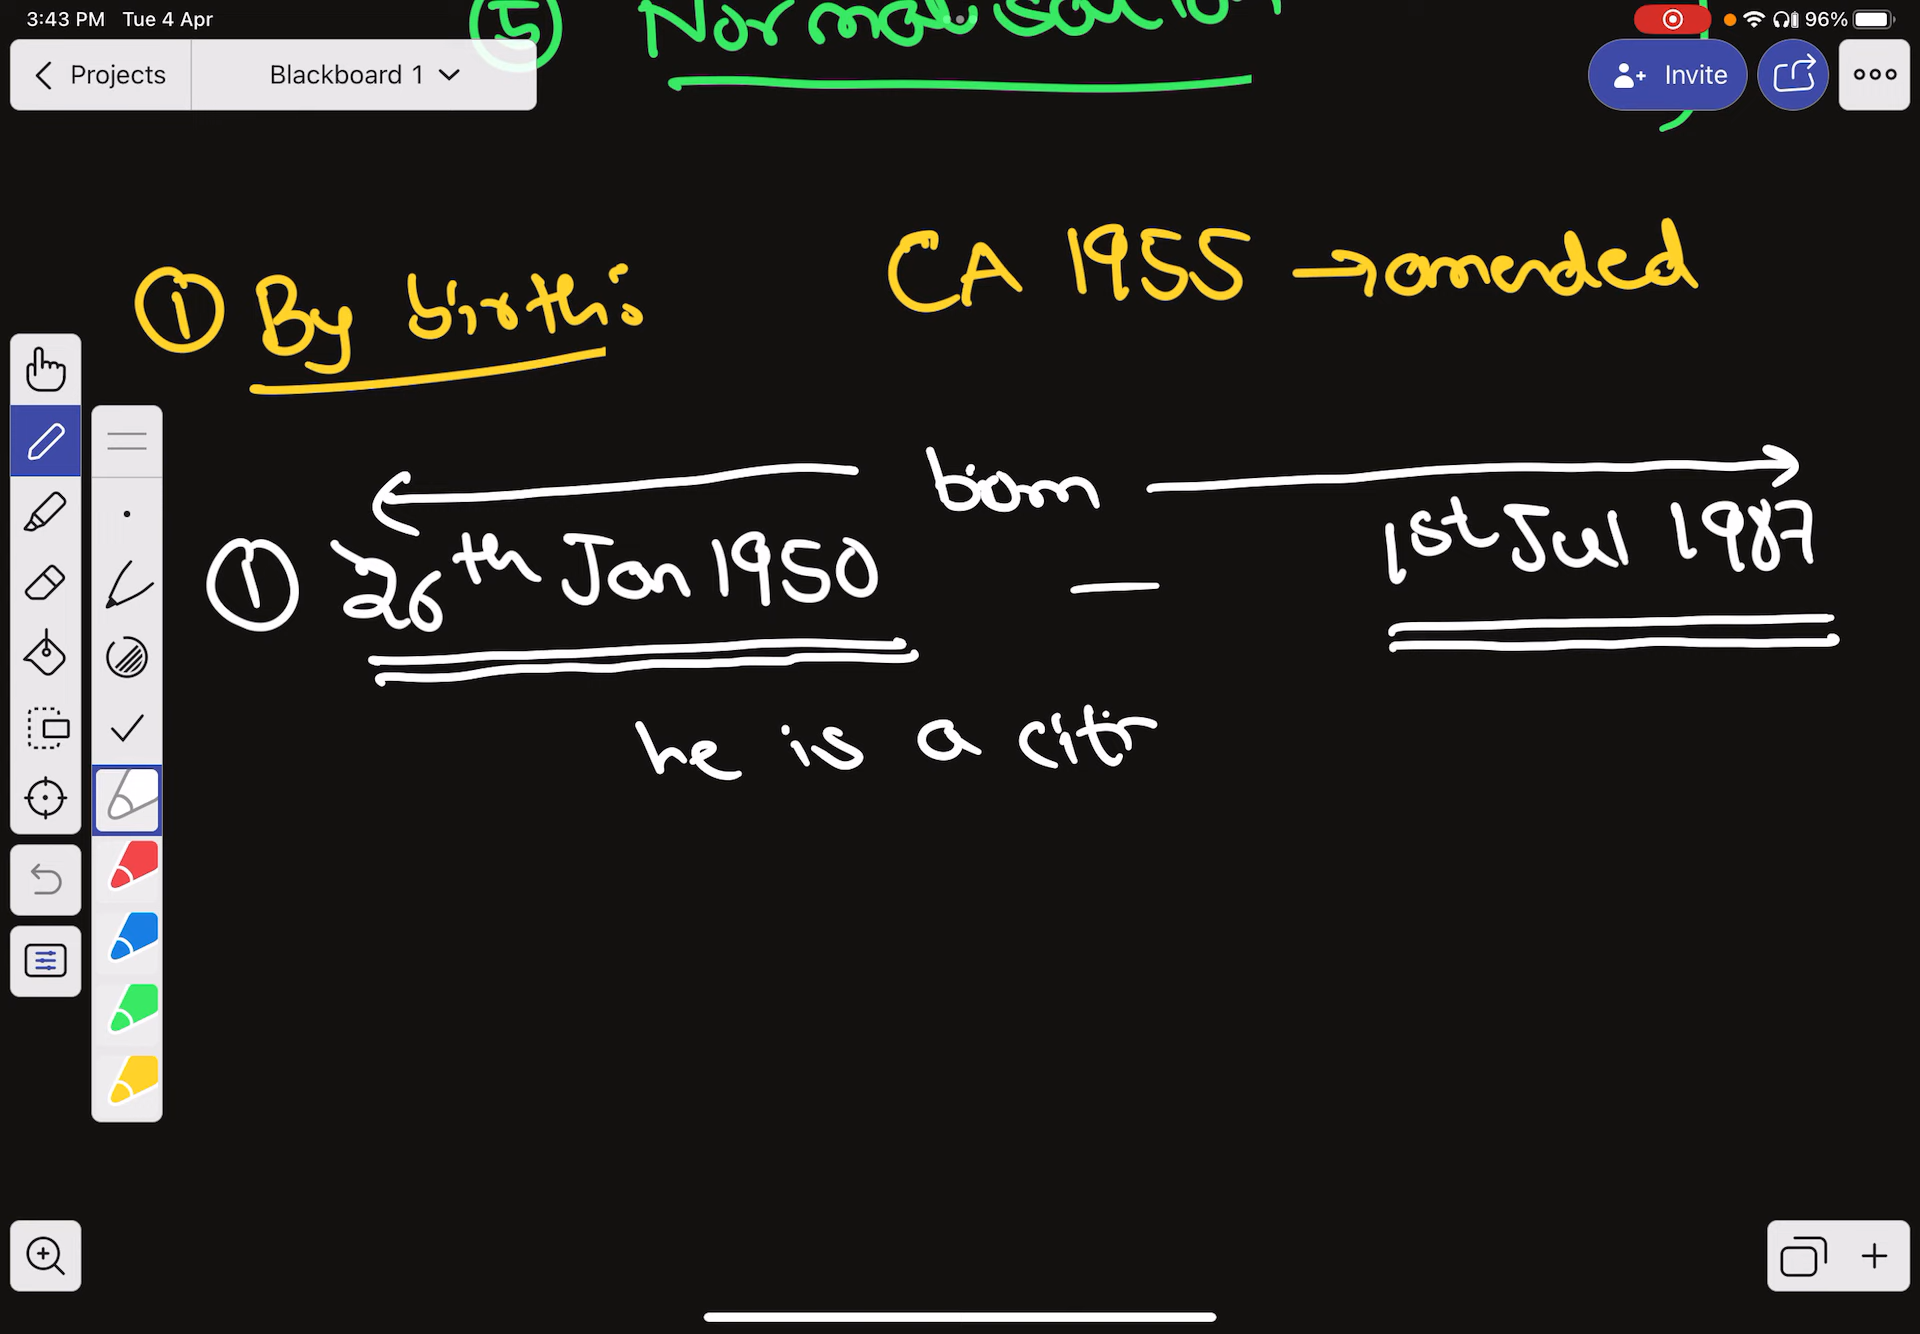 3:43 PM Tue 4 Apr
96%
Projects
Blackboard 1
Invite
⑤ Normalisation
① By birth:
CA 1955 → amended
born
① 26th Jan 1950 — 1st Jul 1987
he is a citi